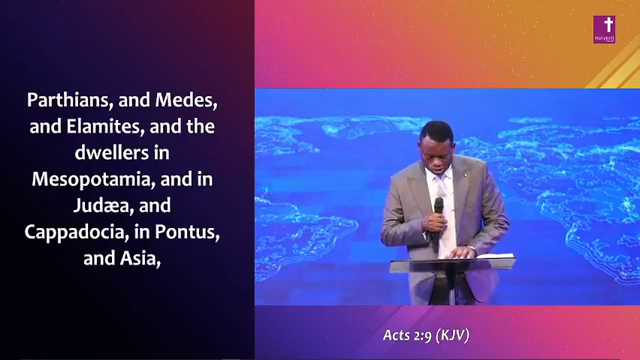 Parthians, and Medes,
and Elamites, and the
dwellers in
Mesopotamia, and in
Judæa, and
Cappadocia, in Pontus,
and Asia,
Acts 2:9 (KJV)